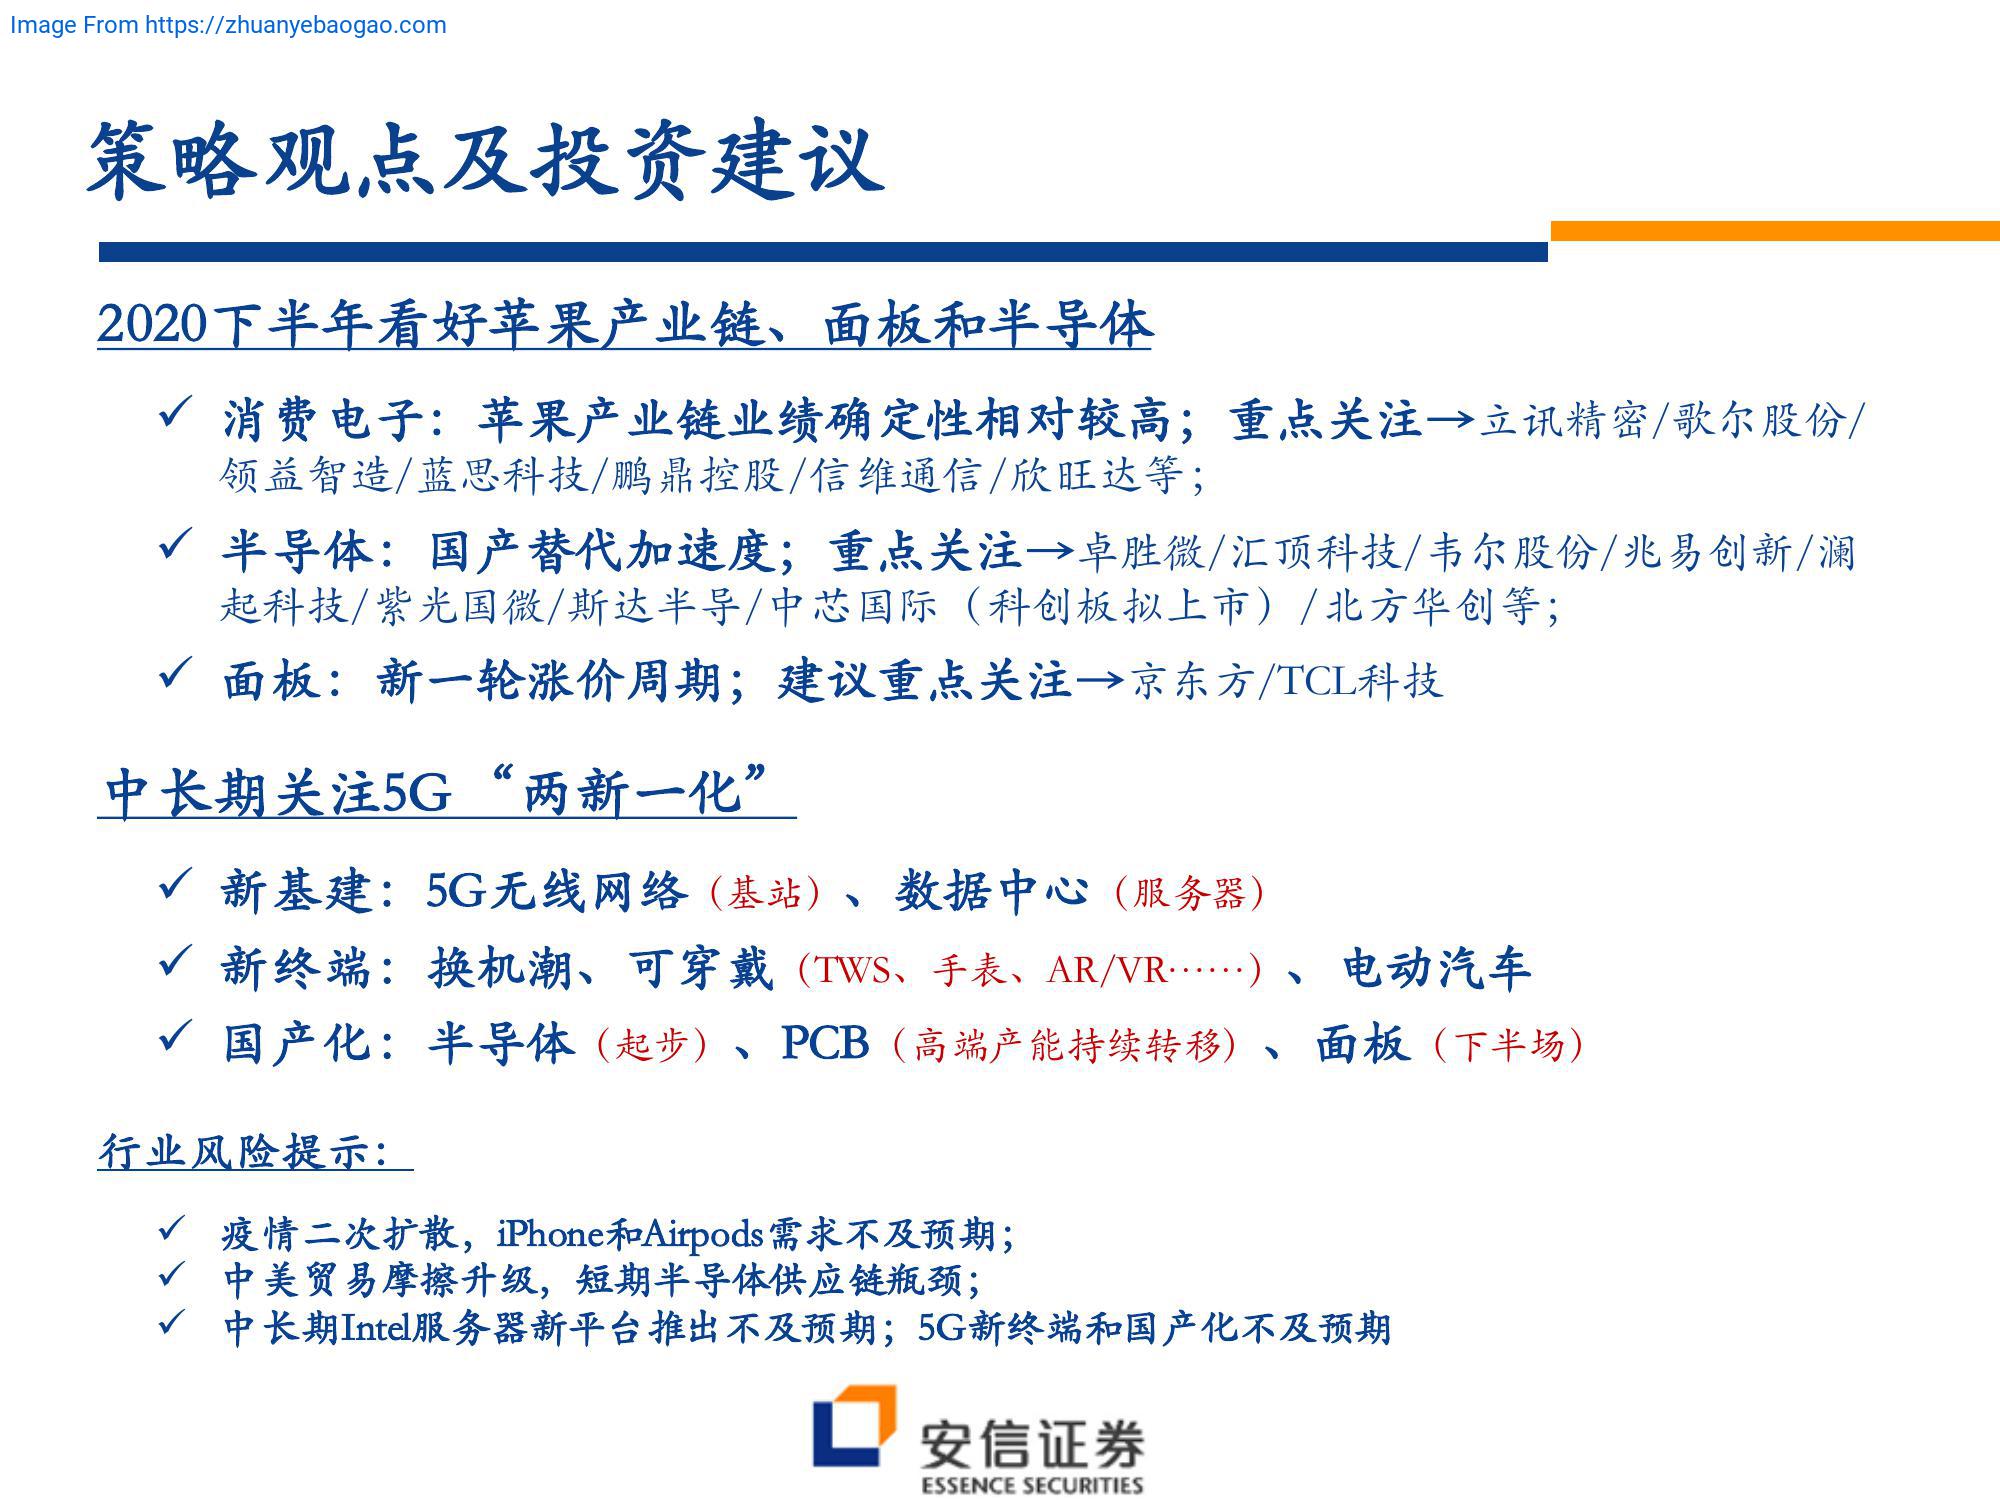 Image From https://zhuanyebaogao.com
策略观点及投资建议
2020下半年看好苹果产业链、面板和半导体
✓ 消费电子：苹果产业链业绩确定性相对较高；重点关注→立讯精密/歌尔股份/
领益智造/蓝思科技/鹏鼎控股/信维通信/欣旺达等；
✓ 半导体：国产替代加速度；重点关注→卓胜微/汇顶科技/韦尔股份/兆易创新/澜
起科技/紫光国微/斯达半导/中芯国际（科创板拟上市）/北方华创等；
✓ 面板：新一轮涨价周期；建议重点关注→京东方/TCL科技
中长期关注5G“两新一化”
✓ 新基建：5G无线网络（基站）、数据中心（服务器）
✓ 新终端：换机潮、可穿戴（TWS、手表、AR/VR……）、电动汽车
✓ 国产化：半导体（起步）、PCB（高端产能持续转移）、面板（下半场）
行业风险提示：
✓ 疫情二次扩散，iPhone和Airpods需求不及预期；
✓ 中美贸易摩擦升级，短期半导体供应链瓶颈；
✓ 中长期Intel服务器新平台推出不及预期；5G新终端和国产化不及预期
安信证券
ESSENCE SECURITIES